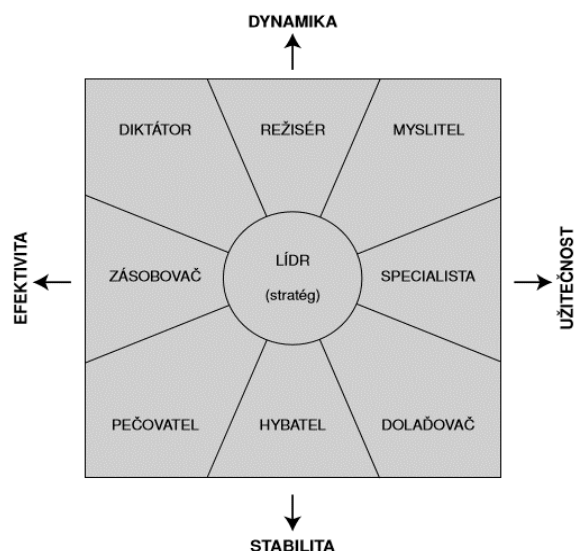 DYNAMIKA
DIKTÁTOR
REŽISÉR
MYSLITEL
EFEKTIVITA
ZÁSOBOVAČ
LÍDR
(stratég)
SPECIALISTA
UŽITEČNOST
PEČOVATEL
HYBATEL
DOLAĎOVAČ
STABILITA